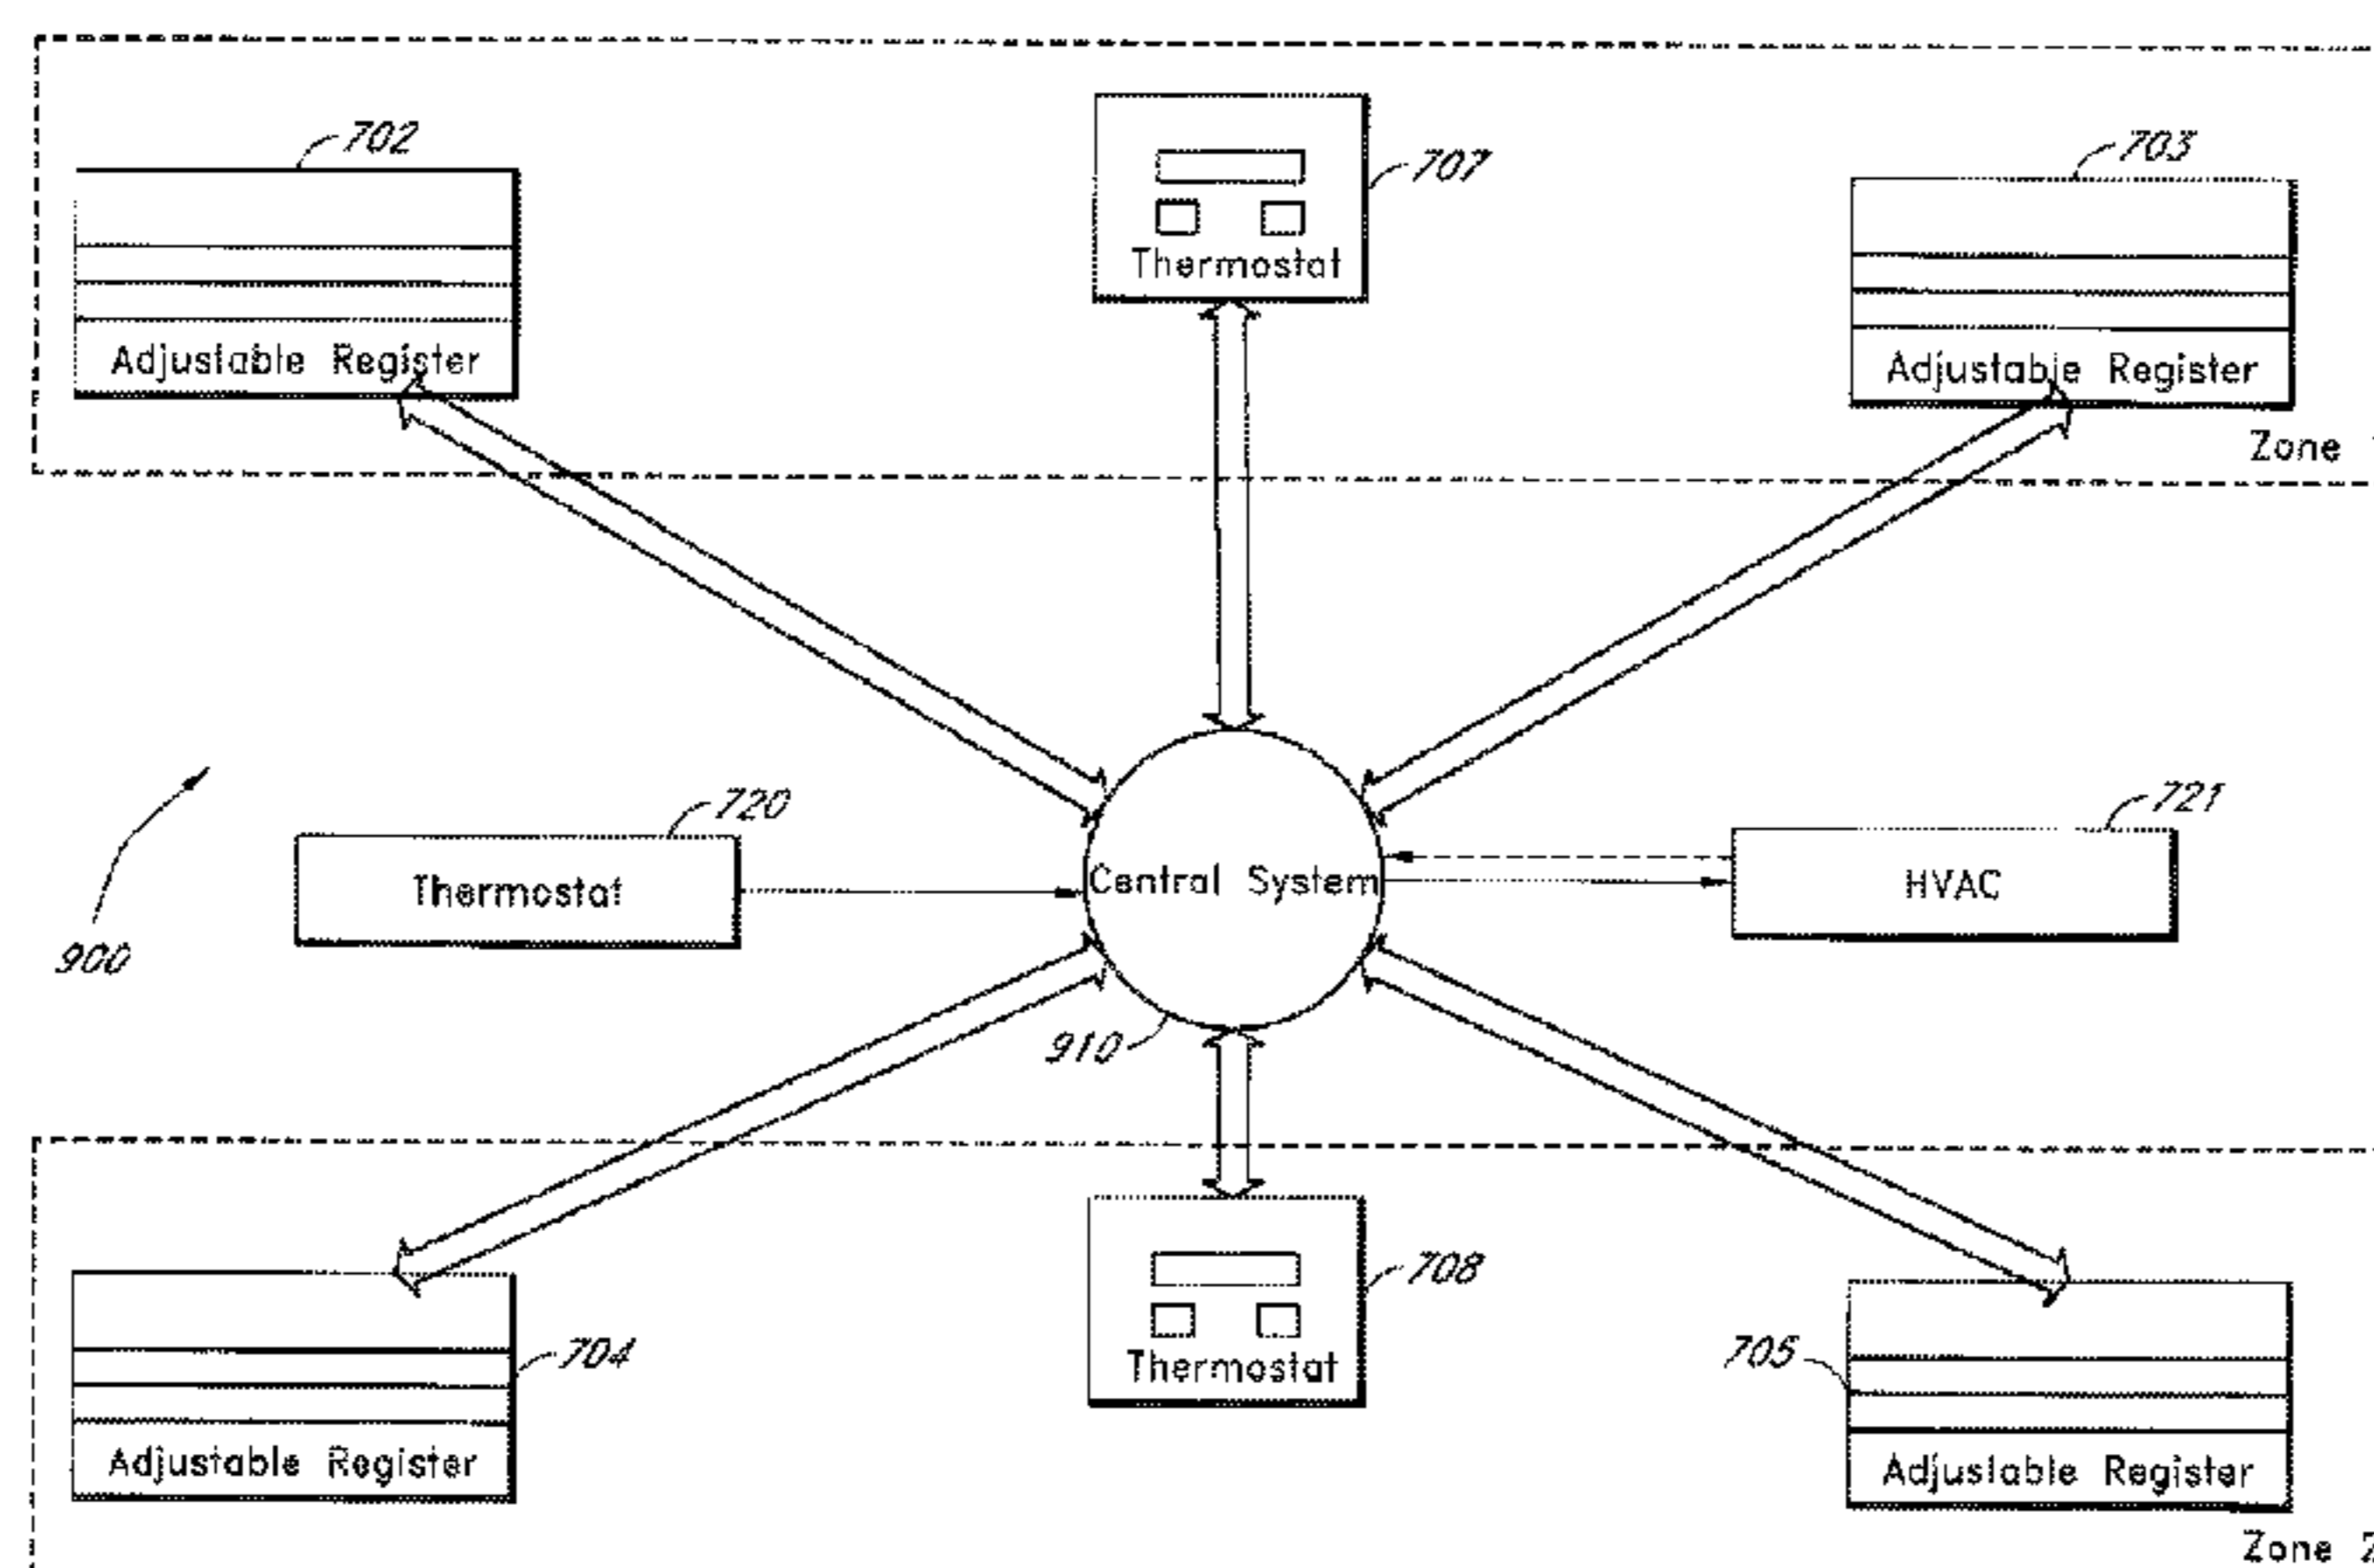 702
707
703
Thermostat
Adjustable Register
Adjustable Register
Zone
720
721
Thermostat
Central System
HVAC
900
910
708
704
705
Thermostat
Adjustable Register
Adjustable Register
Zone 2